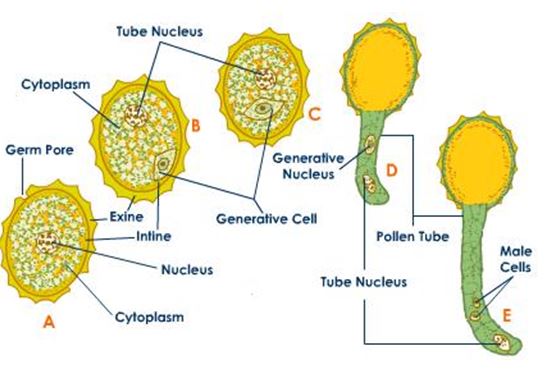 Tube Nucleus
Cytoplasm
B
C
Germ Pore
Generative
Nucleus
D
Exine
Generative Cell
Intine
Pollen Tube
Male
Cells
Nucleus
Tube Nucleus
Cytoplasm
A
E